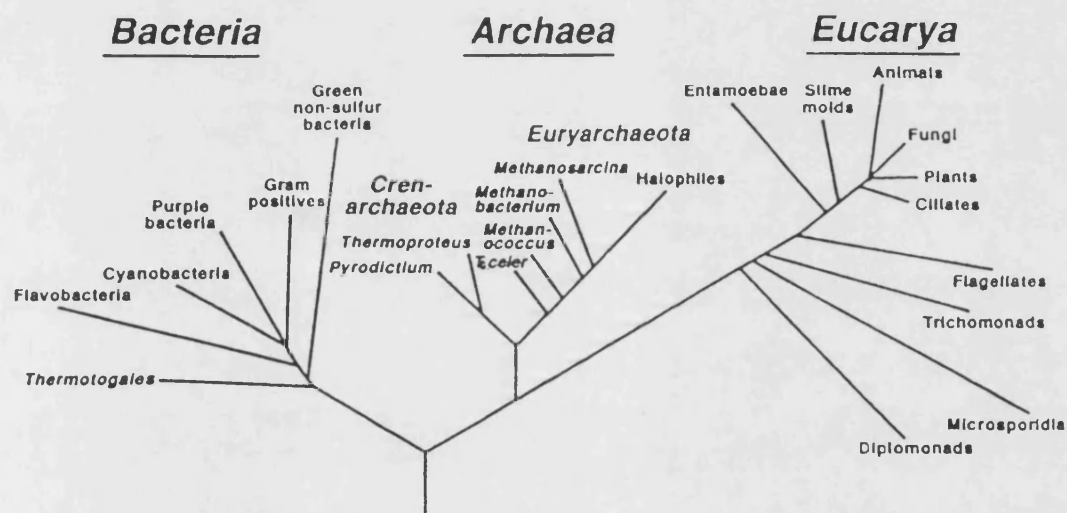 Bacteria
Archaea
Eucarya
Green
non-sulfur
bacteria
Gram
positives
Purple
bacteria
Cyanobacteria
Flavobacteria
Thermotogales
Cren-
archaeota
Thermoproteus
Pyrodictium
Euryarchaeota
Methanosarcina
Methano-
bacterium
Methan-
ococcus
T.celer
Halophiles
Entamoebae
Slime
molds
Animals
Fungi
Plants
Ciliates
Flagellates
Trichomonads
Microsporidia
Diplomonads